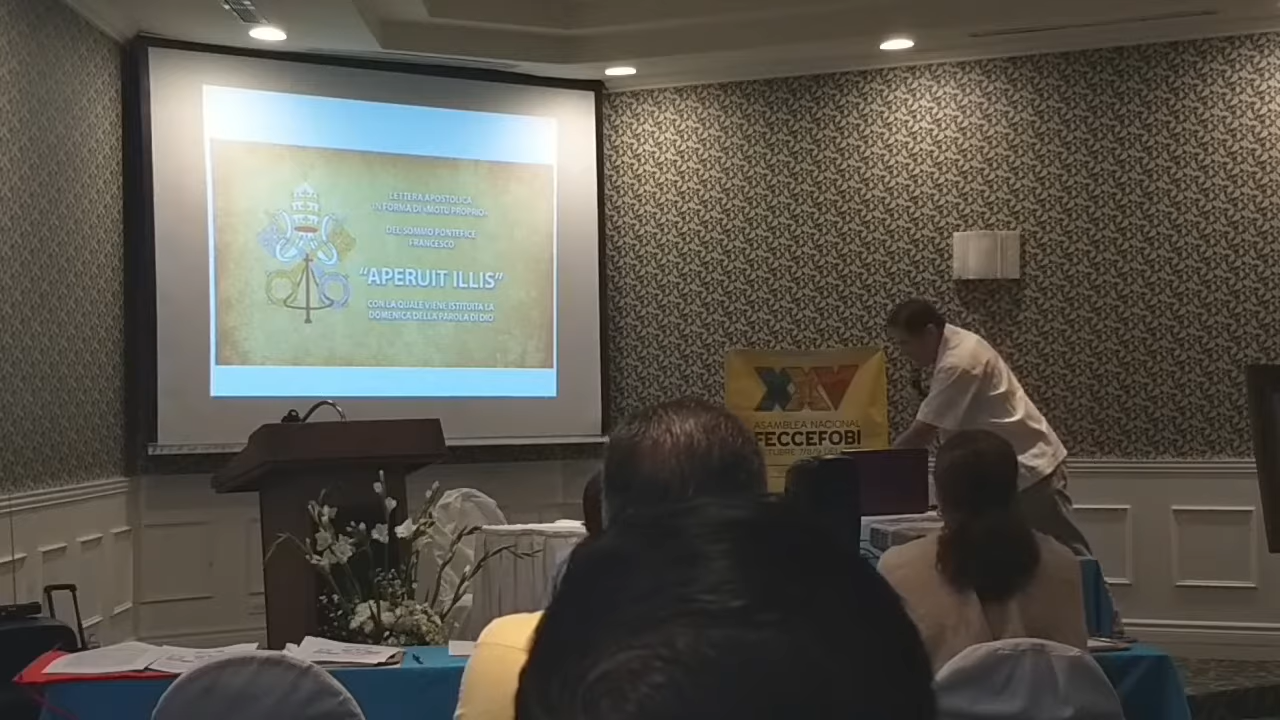 LETTERA APOSTOLICA
IN FORMA DI «MOTU PROPRIO»
DEL SOMMO PONTEFICE
FRANCESCO
"APERUIT ILLIS"
CON LA QUALE VIENE ISTITUITA LA
DOMENICA DELLA PAROLA DI DIO
XXV
ASAMBLEA NACIONAL
FECCEFOBI